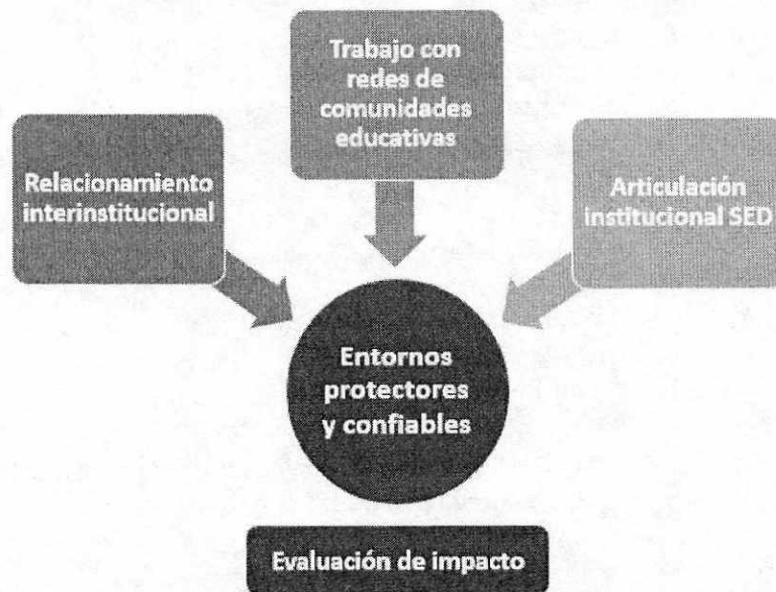 Trabajo con
redes de
comunidades
educativas
Relacionamiento
interinstitucional
Articulación
institucional SED
Entornos
protectores
y confiables
Evaluación de impacto